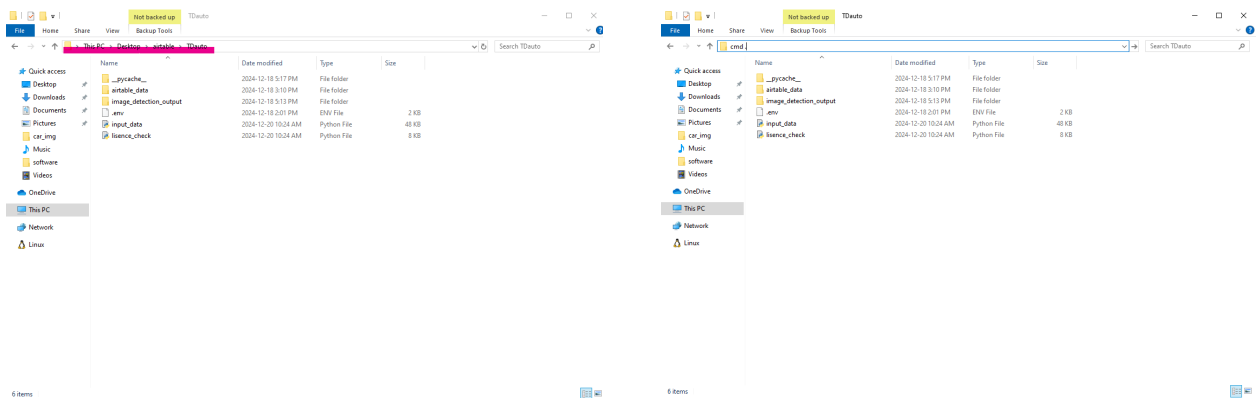 Not backed up TDauto
File Home Share View Backup Tools
This PC Desktop airtable TDauto Search TDauto
Name Date modified Type Size
Quick access
Desktop
Downloads
Documents
Pictures
car_img
Music
software
Videos
OneDrive
This PC
Network
Linux
__pycache__ 2024-12-18 5:17 PM File folder
airtable_data 2024-12-18 3:10 PM File folder
image_detection_output 2024-12-18 5:13 PM File folder
.env 2024-12-18 2:01 PM ENV File 2 KB
input_data 2024-12-20 10:24 AM Python File 48 KB
lisence_check 2024-12-20 10:24 AM Python File 8 KB
6 items
Not backed up TDauto
File Home Share View Backup Tools
cmd . Search TDauto
Name Date modified Type Size
Quick access
Desktop
Downloads
Documents
Pictures
car_img
Music
software
Videos
OneDrive
This PC
Network
Linux
__pycache__ 2024-12-18 5:17 PM File folder
airtable_data 2024-12-18 3:10 PM File folder
image_detection_output 2024-12-18 5:13 PM File folder
.env 2024-12-18 2:01 PM ENV File 2 KB
input_data 2024-12-20 10:24 AM Python File 48 KB
lisence_check 2024-12-20 10:24 AM Python File 8 KB
6 items